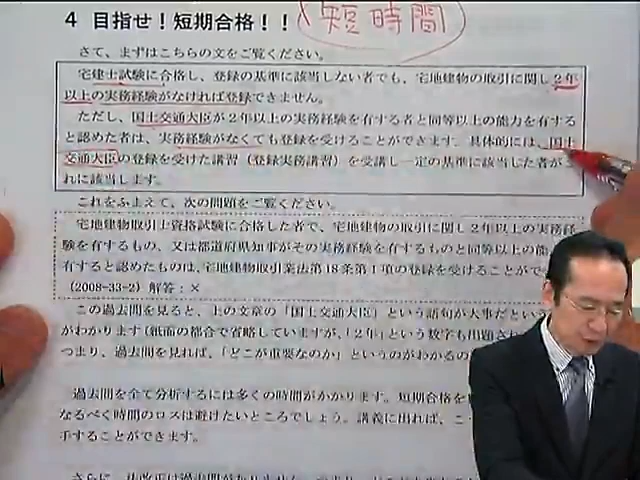 4 目指せ！短期合格！！
短時間
さて、まずはこちらの文をご覧ください。
宅建士試験に合格し、登録の基準に該当しない者でも、宅地建物の取引に関し２年
以上の実務経験がなければ登録できません。
ただし、国土交通大臣が２年以上の実務経験を有する者と同等以上の能力を有する
と認めた者は、実務経験がなくても登録を受けることができます。具体的には、国土
交通大臣の登録を受けた講習（登録実務講習）を受講し一定の基準に該当した者が
れに該当します。
これをふまえて、次の問題をご覧ください。
宅地建物取引士資格試験に合格した者で、宅地建物の取引に関し２年以上の実務経
験を有するもの、又は都道府県知事がその実務経験を有するものと同等以上の能
有すると認めたものは、宅地建物取引業法第18条第１項の登録を受けることがで
(2008-33-2) 解答：×
この過去問を見ると、上の文章の「国土交通大臣」という語句が大事だという
がわかります（紙面の都合で省略していますが、「２年」という数字も出題さ
つまり、過去問を見れば、「どこが重要なのか」というのがわかるの
過去問を全て分析するには多くの時間がかかります。短期合格を
なるべく時間のロスは避けたいところでしょう。講義に出れば、こ
手することができます。